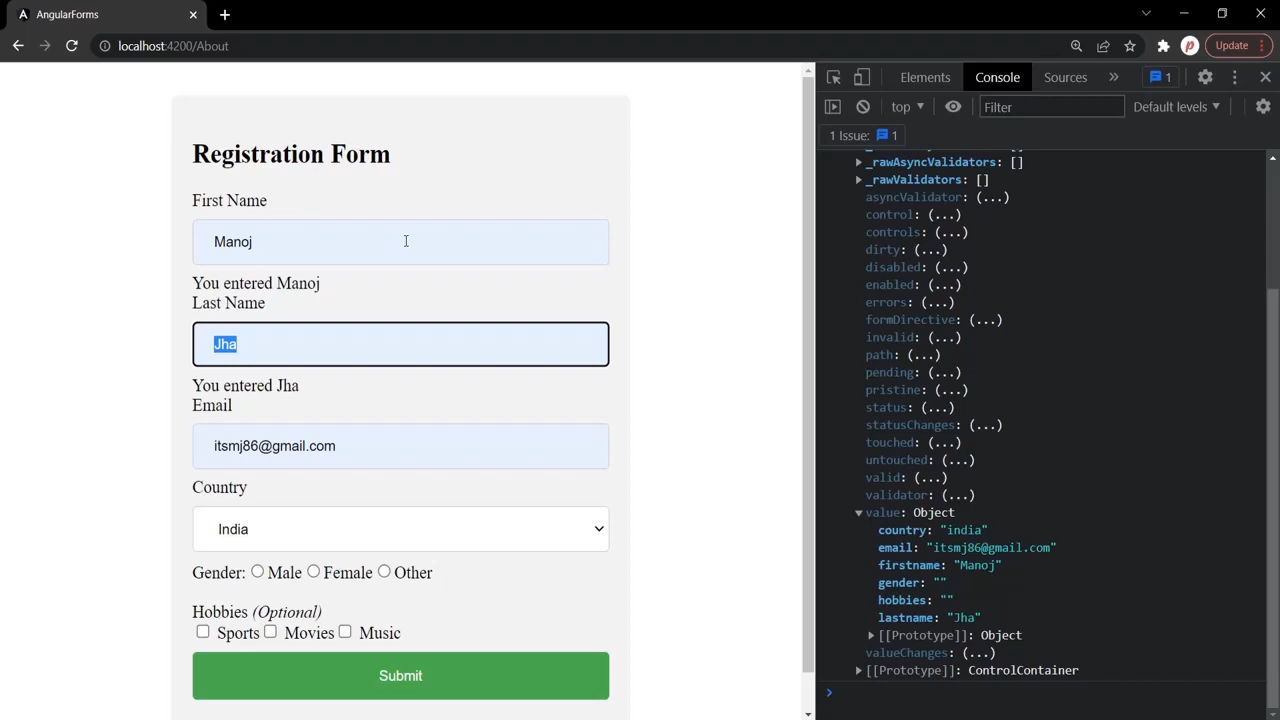 AngularForms
localhost:4200/About
Update
Registration Form
First Name
Manoj
You entered Manoj
Last Name
Jha
You entered Jha
Email
itsmj86@gmail.com
Country
India
Gender: Male Female Other
Hobbies (Optional)
Sports Movies Music
Submit
Elements Console Sources » 1
top Filter Default levels
1 Issue: 1
_rawAsyncValidators: []
_rawValidators: []
asyncValidator: (...)
control: (...)
controls: (...)
dirty: (...)
disabled: (...)
enabled: (...)
errors: (...)
formDirective: (...)
invalid: (...)
path: (...)
pending: (...)
pristine: (...)
status: (...)
statusChanges: (...)
touched: (...)
untouched: (...)
valid: (...)
validator: (...)
value: Object
country: "india"
email: "itsmj86@gmail.com"
firstname: "Manoj"
gender: ""
hobbies: ""
lastname: "Jha"
[[Prototype]]: Object
valueChanges: (...)
[[Prototype]]: ControlContainer